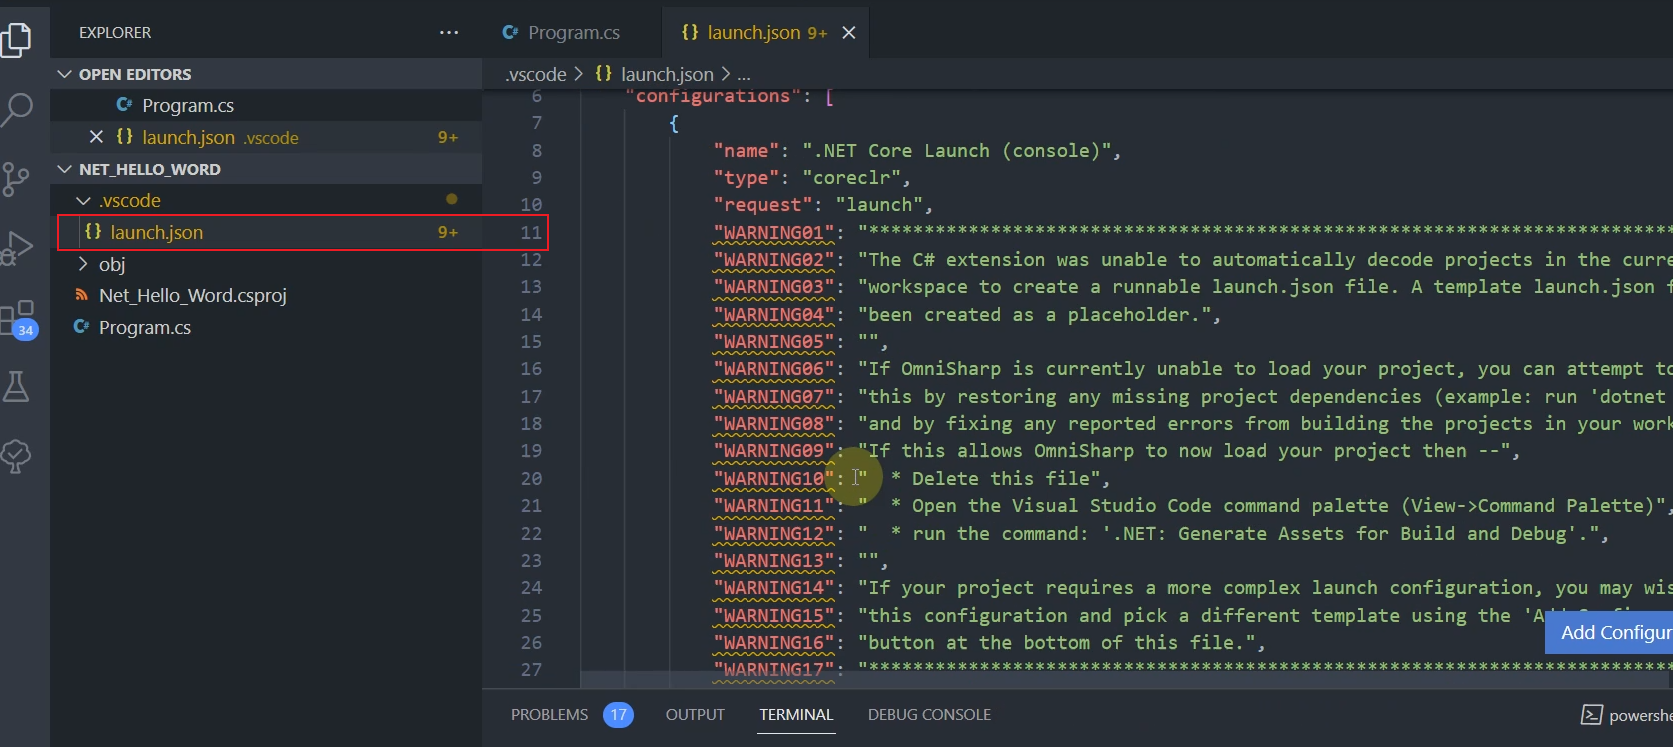 EXPLORER
OPEN EDITORS
C# Program.cs
{} launch.json .vscode 9+
NET_HELLO_WORD
.vscode
{} launch.json 9+
obj
Net_Hello_Word.csproj
C# Program.cs
34
C# Program.cs
{} launch.json 9+
.vscode > {} launch.json > ...
6 "configurations": [
7 {
8 "name": ".NET Core Launch (console)",
9 "type": "coreclr",
10 "request": "launch",
11 "WARNING01": "***************************************************************************
12 "WARNING02": "The C# extension was unable to automatically decode projects in the curre
13 "WARNING03": "workspace to create a runnable launch.json file. A template launch.json f
14 "WARNING04": "been created as a placeholder.",
15 "WARNING05": "",
16 "WARNING06": "If OmniSharp is currently unable to load your project, you can attempt to
17 "WARNING07": "this by restoring any missing project dependencies (example: run 'dotnet
18 "WARNING08": "and by fixing any reported errors from building the projects in your work
19 "WARNING09": "If this allows OmniSharp to now load your project then --",
20 "WARNING10": " * Delete this file",
21 "WARNING11": " * Open the Visual Studio Code command palette (View->Command Palette)",
22 "WARNING12": " * run the command: '.NET: Generate Assets for Build and Debug'.",
23 "WARNING13": "",
24 "WARNING14": "If your project requires a more complex launch configuration, you may wis
25 "WARNING15": "this configuration and pick a different template using the 'A
26 "WARNING16": "button at the bottom of this file.",
27 "WARNING17": "***************************************************************************
Add Configur
PROBLEMS 17 OUTPUT TERMINAL DEBUG CONSOLE
powershe